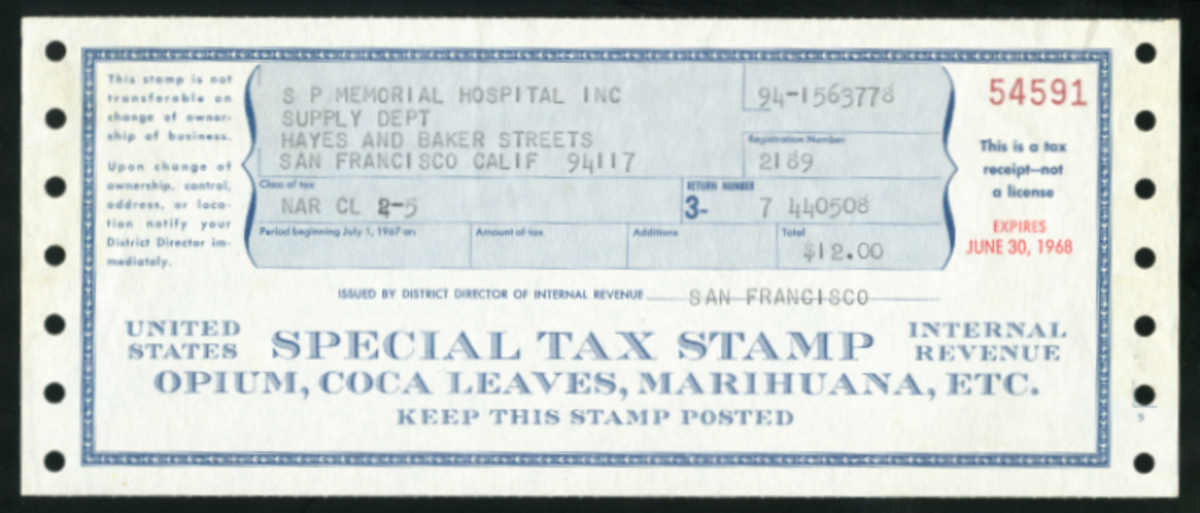 This stamp is not
transferable on
change of owner-
ship of business.
Upon change of
ownership, control,
address, or loca-
tion notify your
District Director im-
mediately.
S P MEMORIAL HOSPITAL INC
SUPPLY DEPT
HAYES AND BAKER STREETS
SAN FRANCISCO CALIF 94117
94-1563778
Registration Number
2189
Class of tax
NAR CL 2-5
RETURN NUMBER
3- 7 440508
Period beginning July 1, 1967 or:
Amount of tax
Additions
Total
$12.00
54591
This is a tax
receipt—not
a license
EXPIRES
JUNE 30, 1968
ISSUED BY DISTRICT DIRECTOR OF INTERNAL REVENUE SAN FRANCISCO
UNITED
STATES
SPECIAL TAX STAMP
INTERNAL
REVENUE
OPIUM, COCA LEAVES, MARIHUANA, ETC.
KEEP THIS STAMP POSTED
5